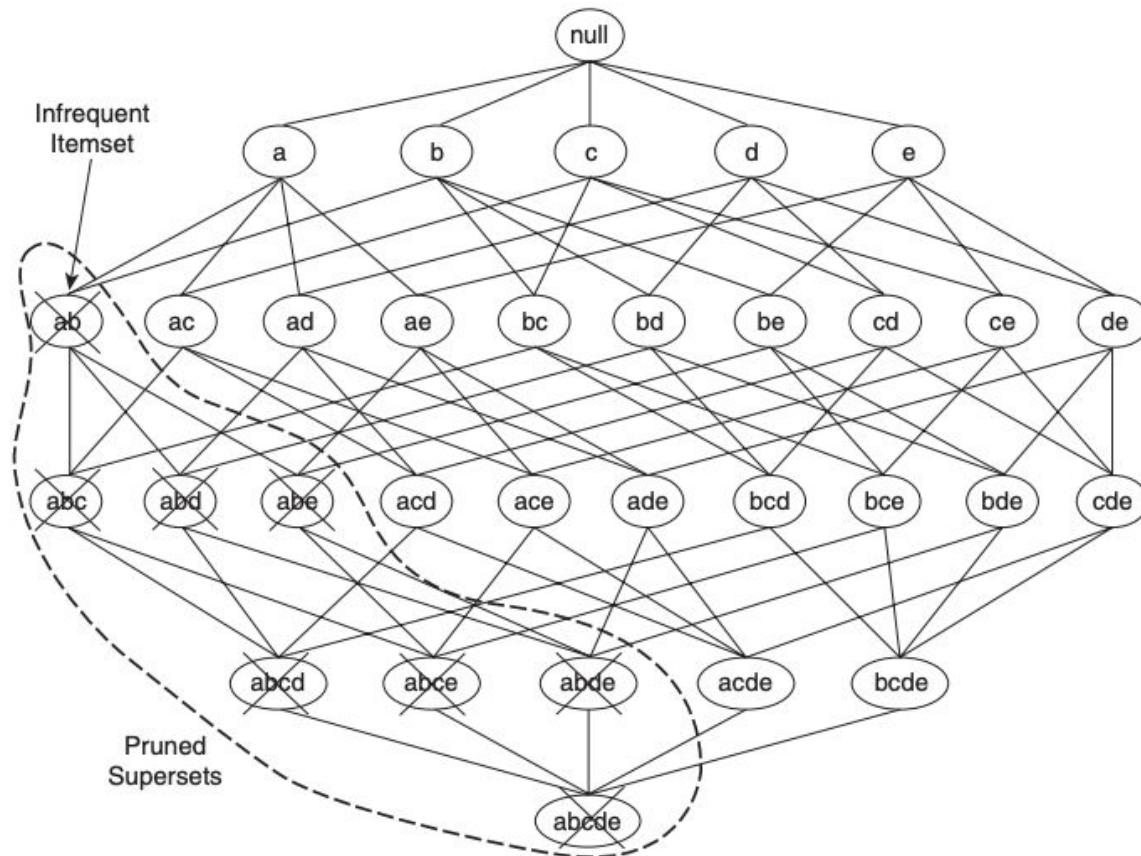 null
Infrequent
Itemset
a
b
c
d
e
ab
ac
ad
ae
bc
bd
be
cd
ce
de
abc
abd
abe
acd
ace
ade
bcd
bce
bde
cde
abcd
abce
abde
acde
bcde
Pruned
Supersets
abcde